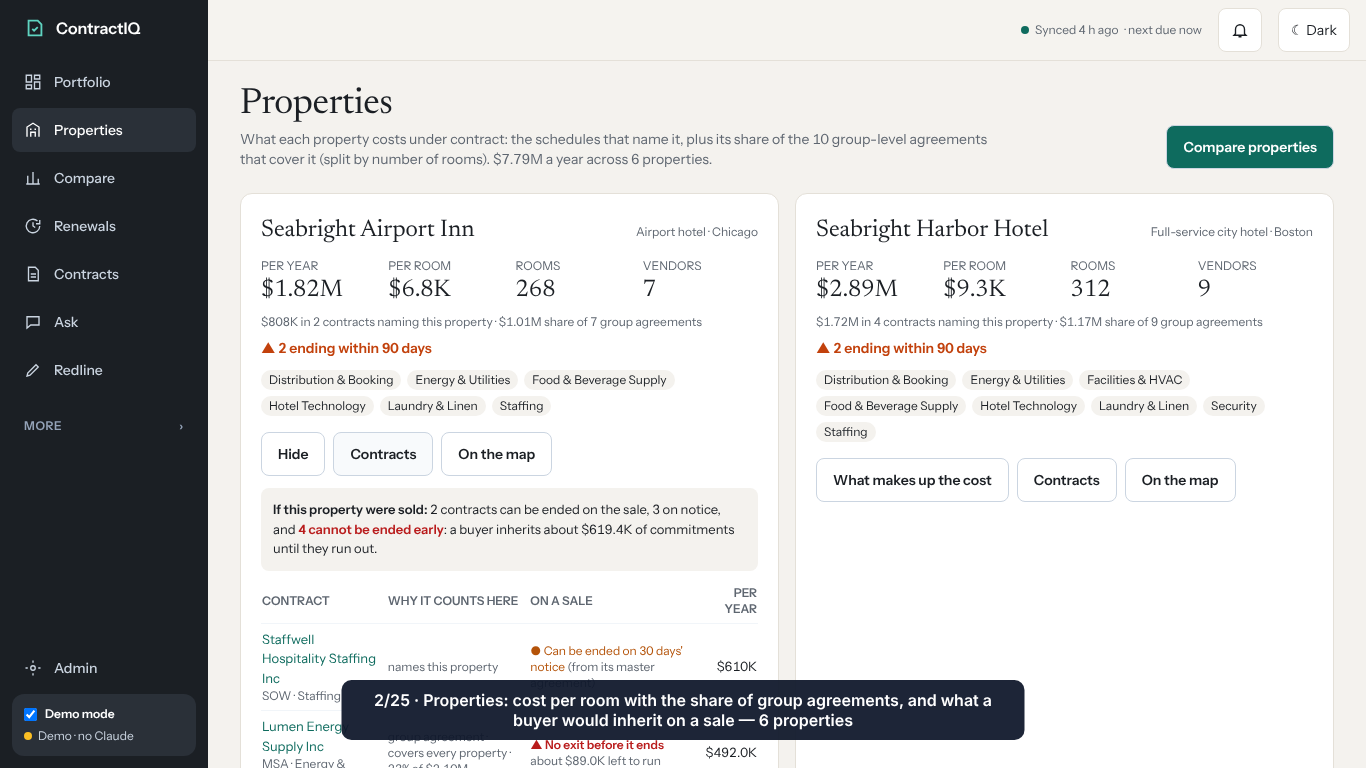 ContractIQ
Portfolio
Properties
Compare
Renewals
Contracts
Ask
Redline
MORE
›
Admin
Demo mode
Demo · no Claude
Synced 4 h ago · next due now
☾ Dark
Properties
What each property costs under contract: the schedules that name it, plus its share of the 10 group-level agreements
that cover it (split by number of rooms). $7.79M a year across 6 properties.
Compare properties
Seabright Airport Inn
Airport hotel · Chicago
PER YEAR PER ROOM ROOMS VENDORS
$1.82M $6.8K 268 7
$808K in 2 contracts naming this property · $1.01M share of 7 group agreements
▲ 2 ending within 90 days
Distribution & Booking Energy & Utilities Food & Beverage Supply
Hotel Technology Laundry & Linen Staffing
Hide Contracts On the map
If this property were sold: 2 contracts can be ended on the sale, 3 on notice,
and 4 cannot be ended early: a buyer inherits about $619.4K of commitments
until they run out.
CONTRACT WHY IT COUNTS HERE ON A SALE PER
YEAR
Staffwell
Hospitality Staffing
Inc
SOW · Staffing
names this property
● Can be ended on 30 days'
notice (from its master
$610K
Lumen Energy
Supply Inc
MSA · Energy &
covers every property ·
▲ No exit before it ends
about $89.0K left to run
$492.0K
Seabright Harbor Hotel
Full-service city hotel · Boston
PER YEAR PER ROOM ROOMS VENDORS
$2.89M $9.3K 312 9
$1.72M in 4 contracts naming this property · $1.17M share of 9 group agreements
▲ 2 ending within 90 days
Distribution & Booking Energy & Utilities Facilities & HVAC
Food & Beverage Supply Hotel Technology Laundry & Linen Security
Staffing
What makes up the cost Contracts On the map
2/25 · Properties: cost per room with the share of group agreements, and what a
buyer would inherit on a sale — 6 properties